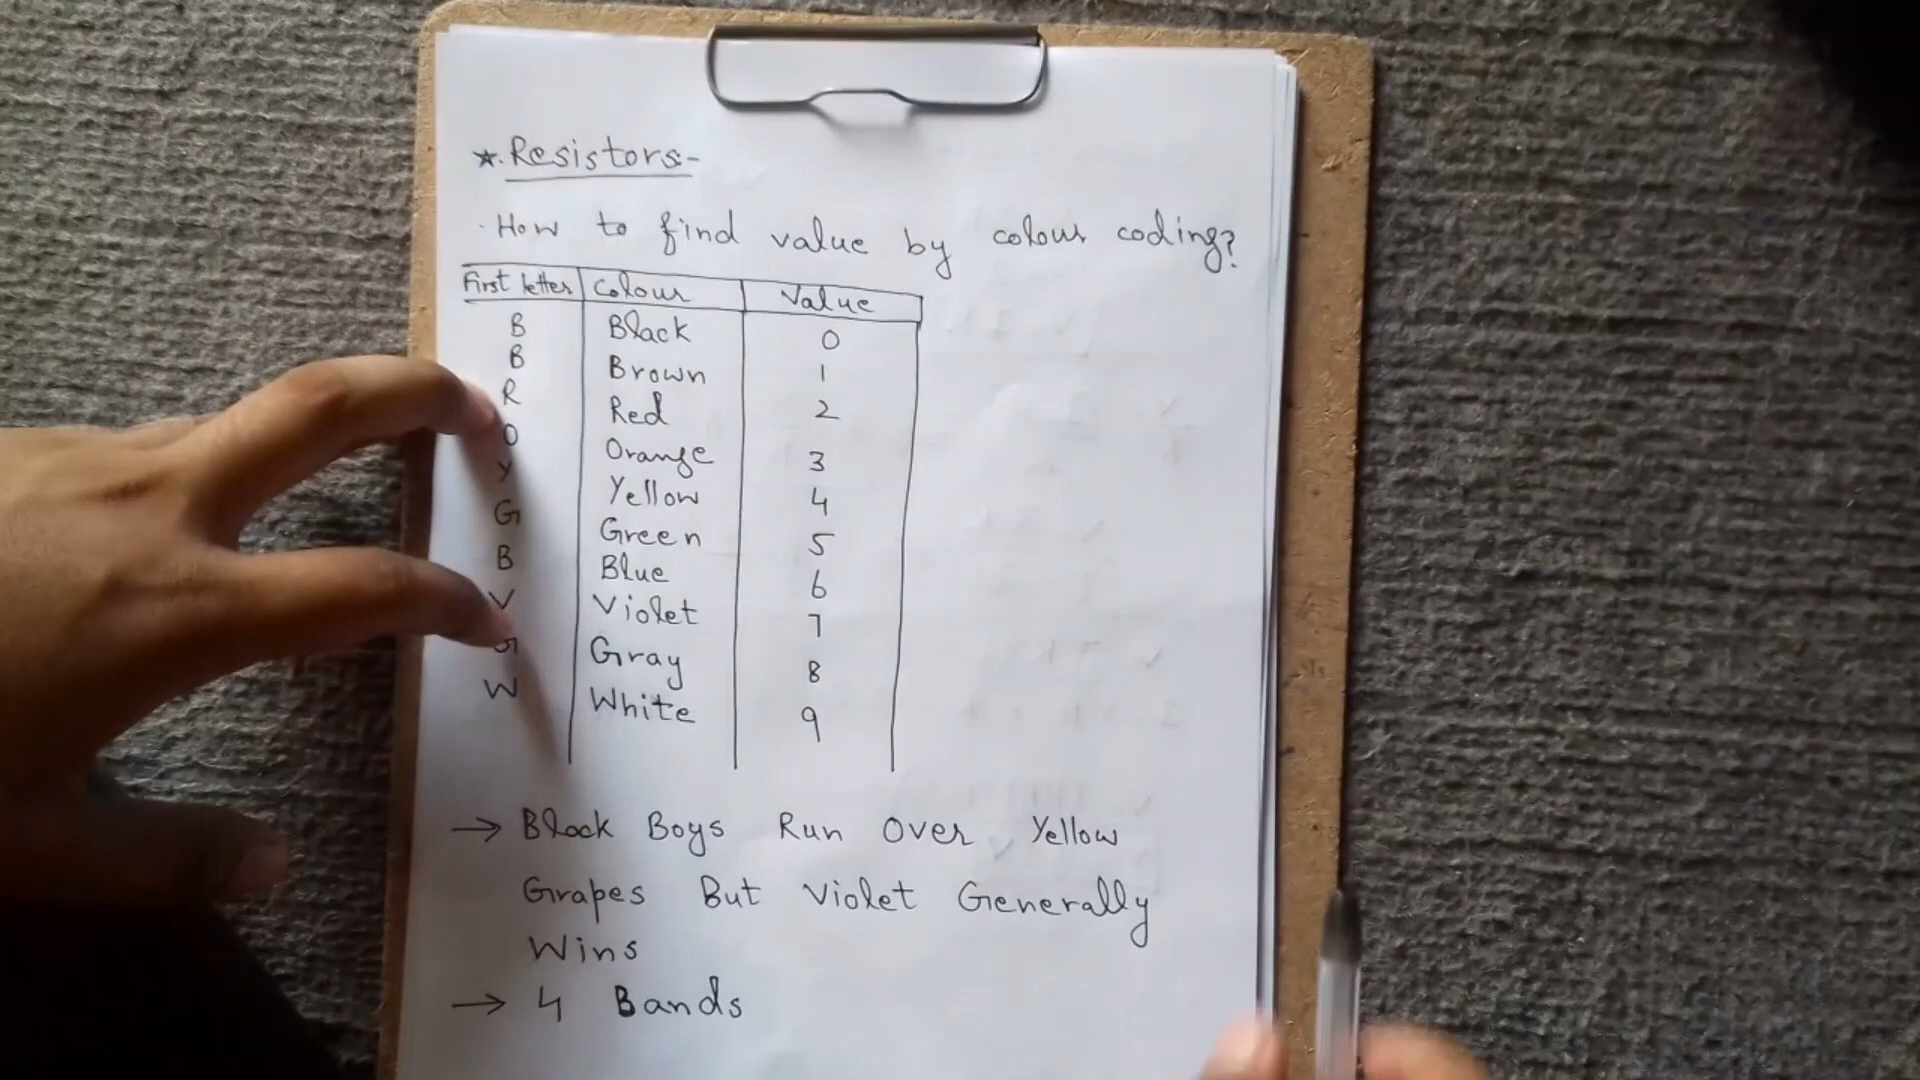 ★. Resistors:-
. How to find value by colour coding?
First letter Colour Value
B Black 0
B Brown 1
R Red 2
O Orange 3
Y Yellow 4
G Green 5
B Blue 6
V Violet 7
G Gray 8
W White 9
→ Black Boys Run Over Yellow
Grapes But Violet Generally
Wins
→ 4 Bands